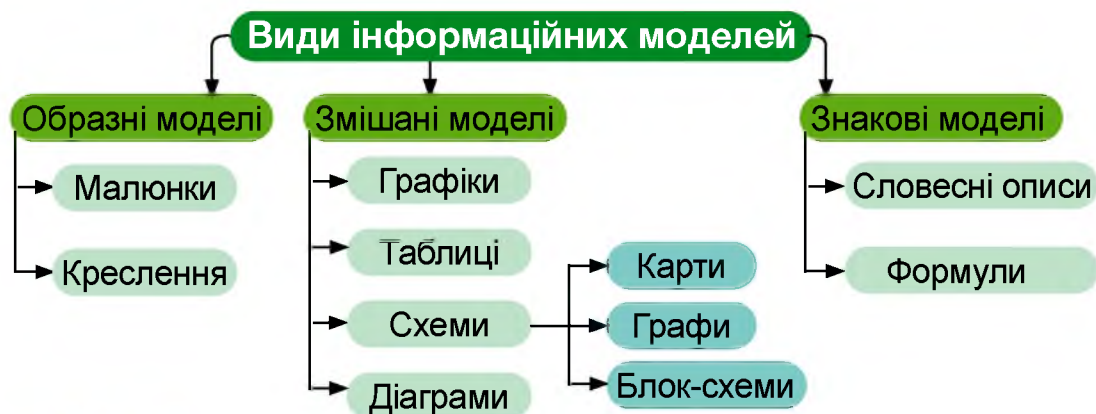 Види інформаційних моделей
Образні моделі
Малюнки
Креслення
Змішані моделі
Графіки
Таблиці
Схеми
Карти
Графи
Блок-схеми
Діаграми
Знакові моделі
Словесні описи
Формули